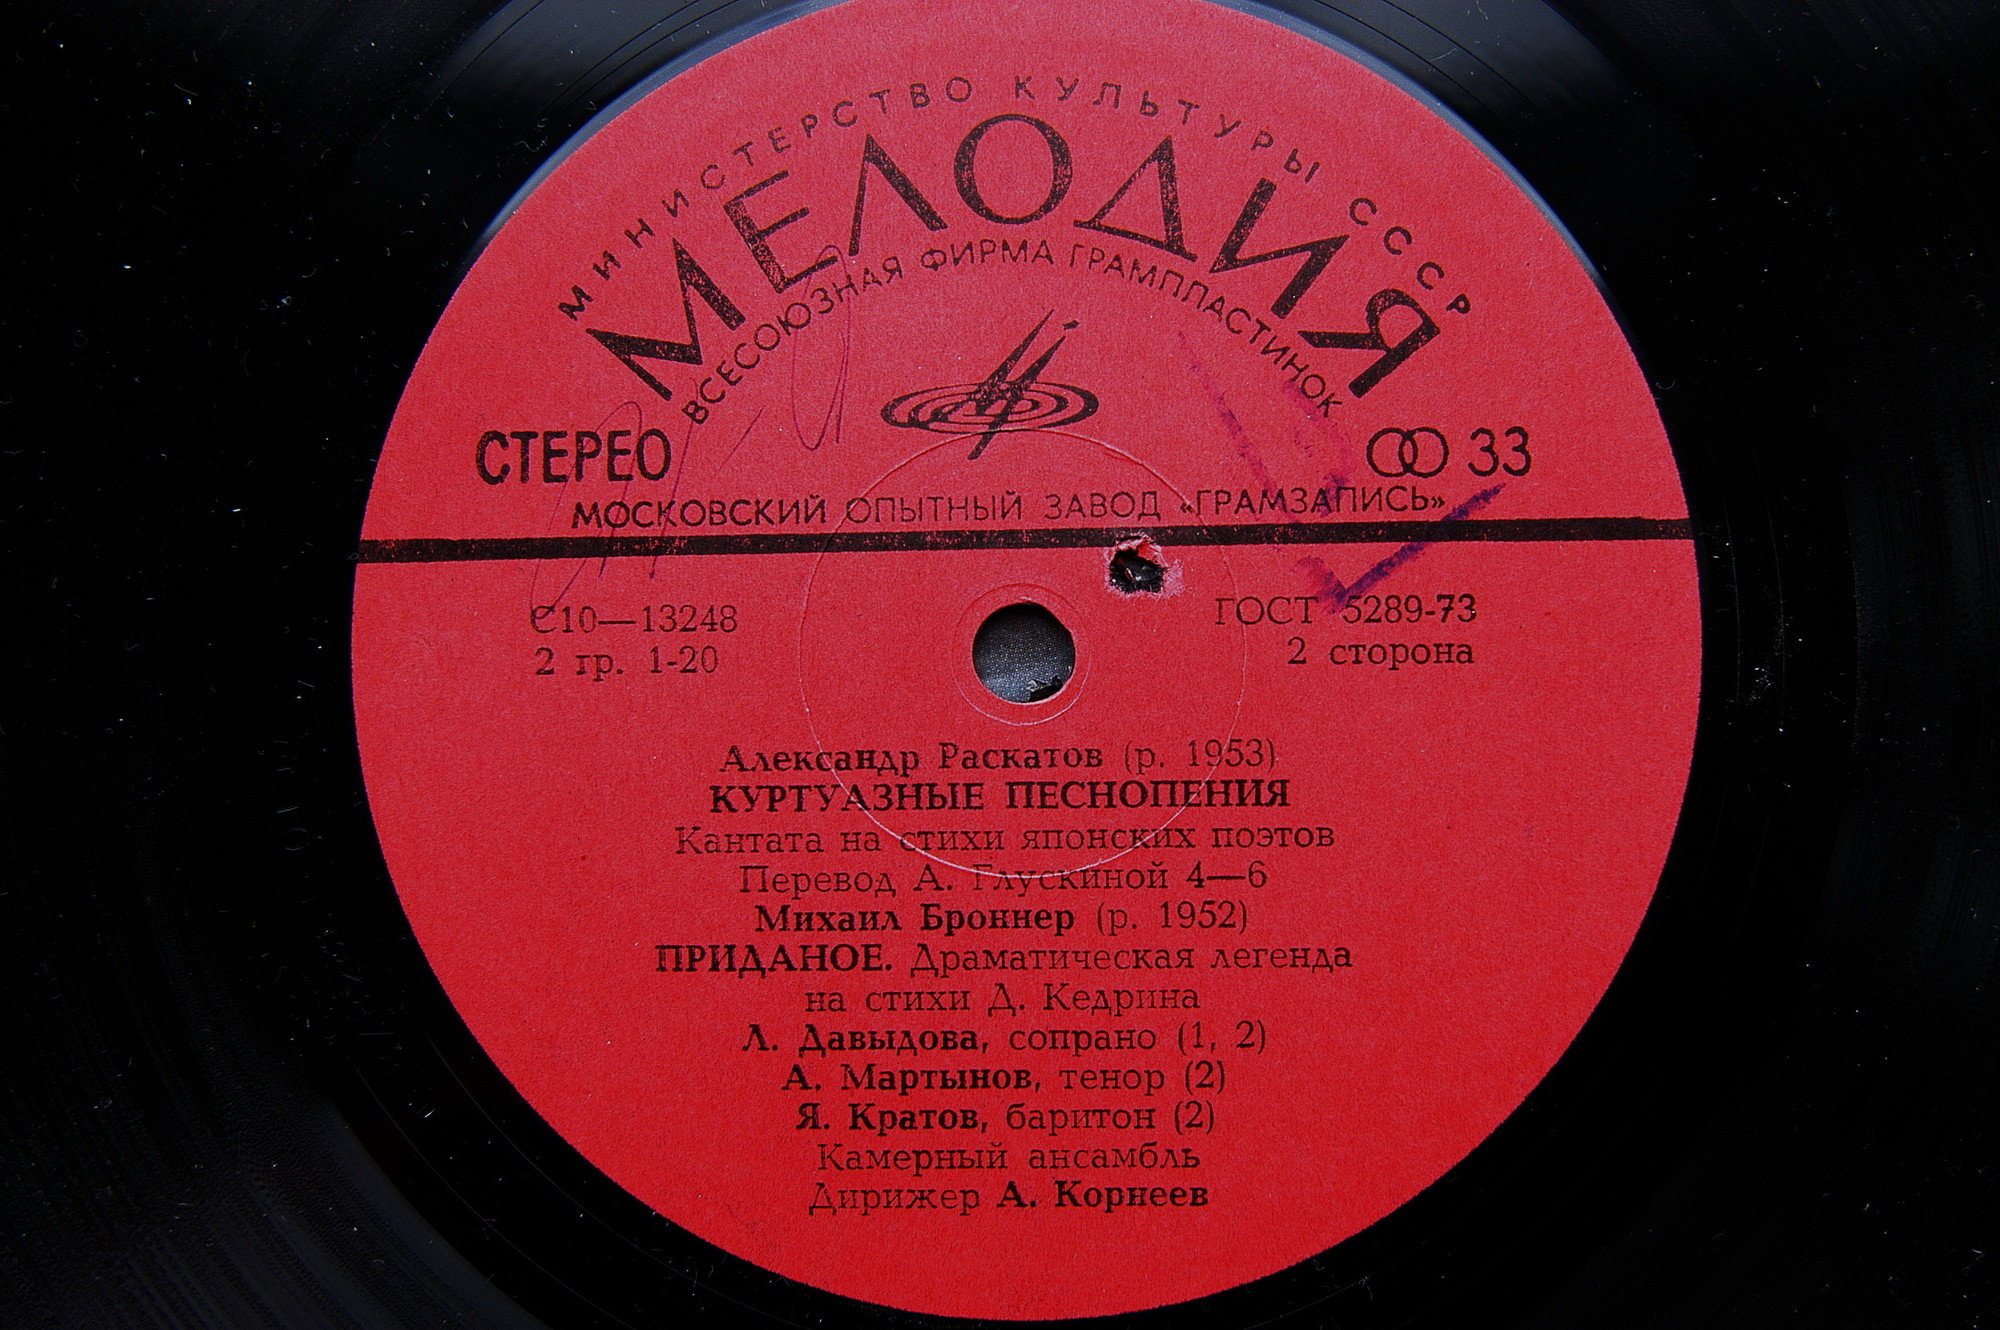 МИНИСТЕРСТВО КУЛЬТУРЫ СССР
МЕЛОДИЯ
ВСЕСОЮЗНАЯ ФИРМА ГРАМПЛАСТИНОК
СТЕРЕО
33
МОСКОВСКИЙ ОПЫТНЫЙ ЗАВОД «ГРАМЗАПИСЬ»
С10—13248
ГОСТ 5289-73
2 гр. 1-20
2 сторона
Александр Раскатов (р. 1953)
КУРТУАЗНЫЕ ПЕСНОПЕНИЯ
Кантата на стихи японских поэтов
Перевод А. Глускиной 4—6
Михаил Броннер (р. 1952)
ПРИДАНОЕ. Драматическая легенда
на стихи Д. Кедрина
Л. Давыдова, сопрано (1, 2)
А. Мартынов, тенор (2)
Я. Кратов, баритон (2)
Камерный ансамбль
Дирижер А. Корнеев